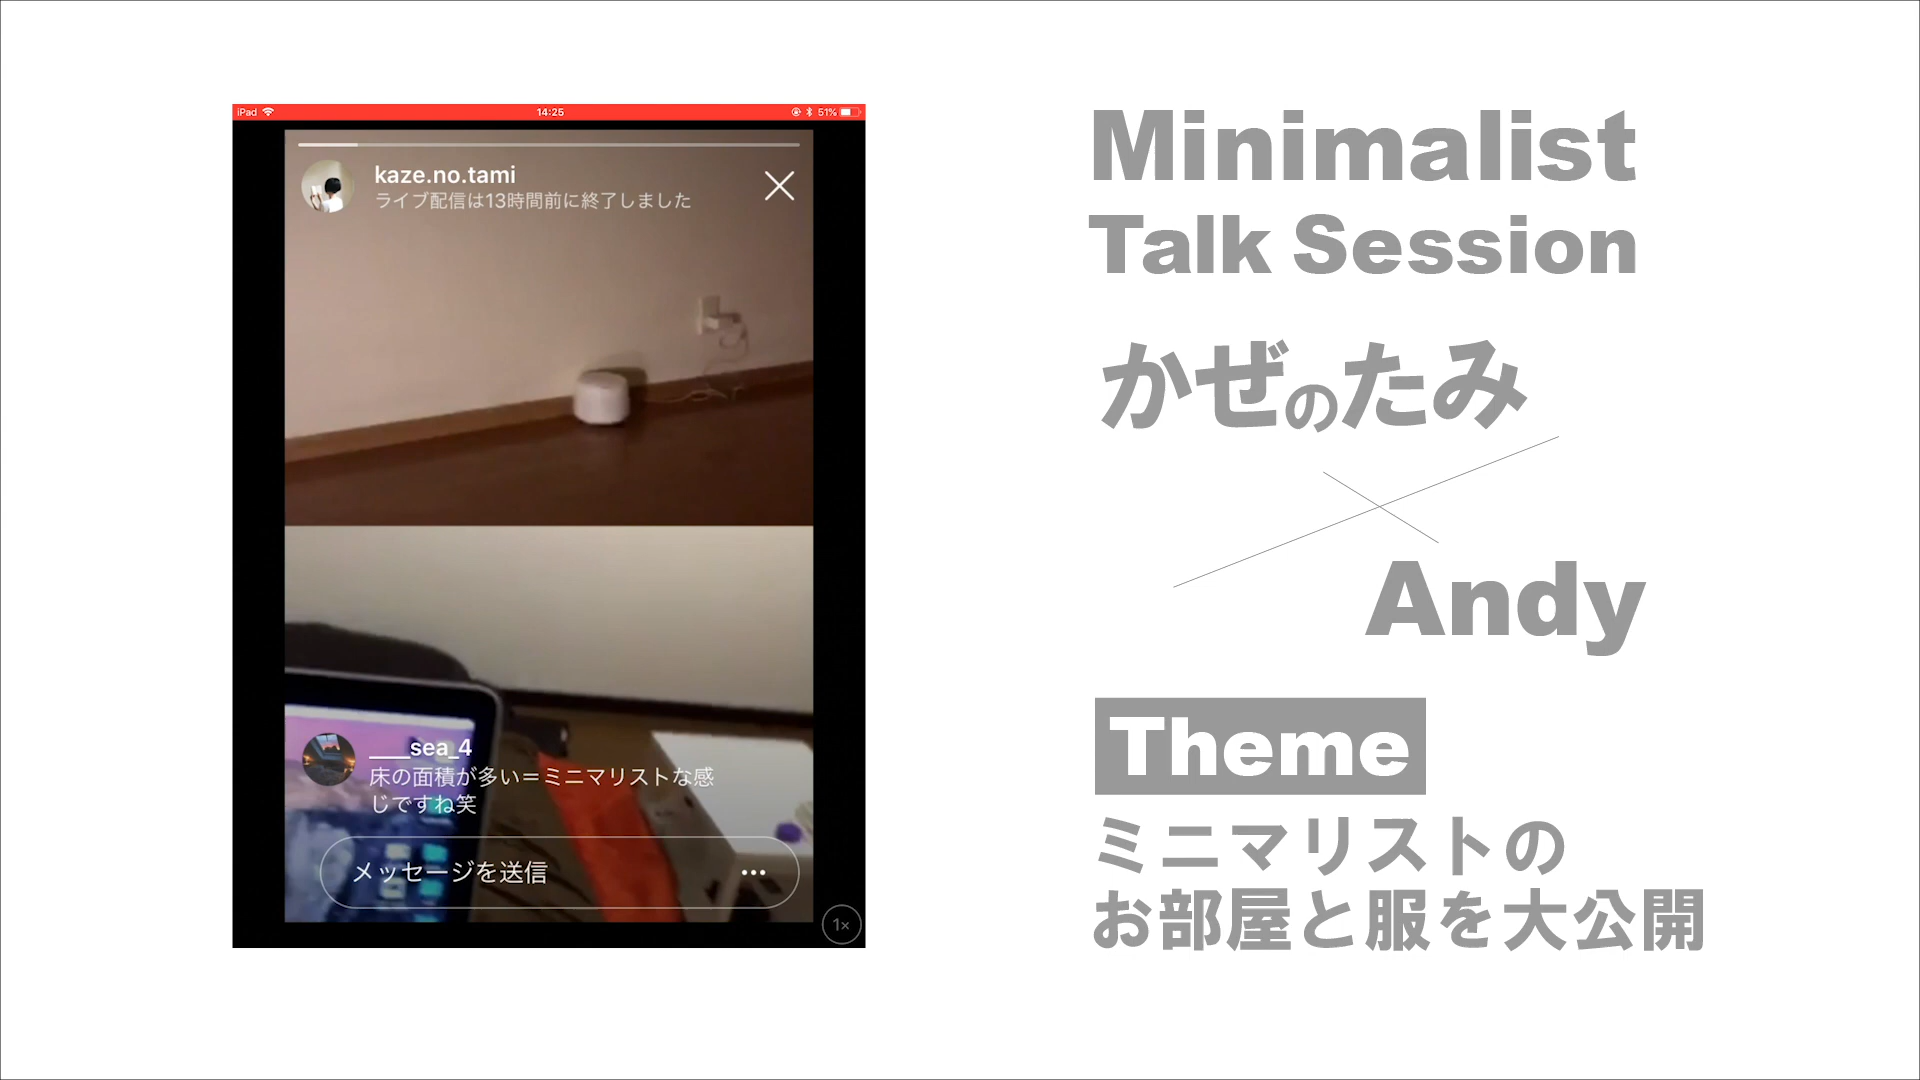 iPad 14:25 51%
kaze.no.tami
ライブ配信は13時間前に終了しました
____sea_4
床の面積が多い＝ミニマリストな感
じですね笑
メッセージを送信
1×
Minimalist
Talk Session
かぜのたみ
Andy
Theme
ミニマリストの
お部屋と服を大公開